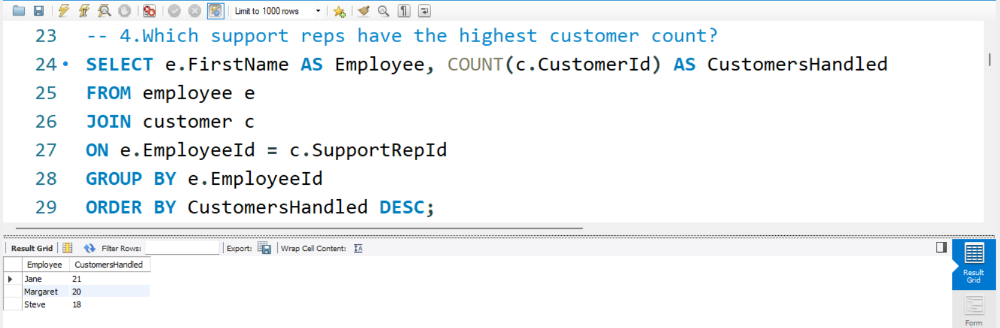 Limit to 1000 rows
23 -- 4.Which support reps have the highest customer count?
24 SELECT e.FirstName AS Employee, COUNT(c.CustomerId) AS CustomersHandled
25 FROM employee e
26 JOIN customer c
27 ON e.EmployeeId = c.SupportRepId
28 GROUP BY e.EmployeeId
29 ORDER BY CustomersHandled DESC;
Result Grid Filter Rows: Export: Wrap Cell Content:
Employee CustomersHandled
Jane 21
Margaret 20
Steve 18
Result
Grid
Form